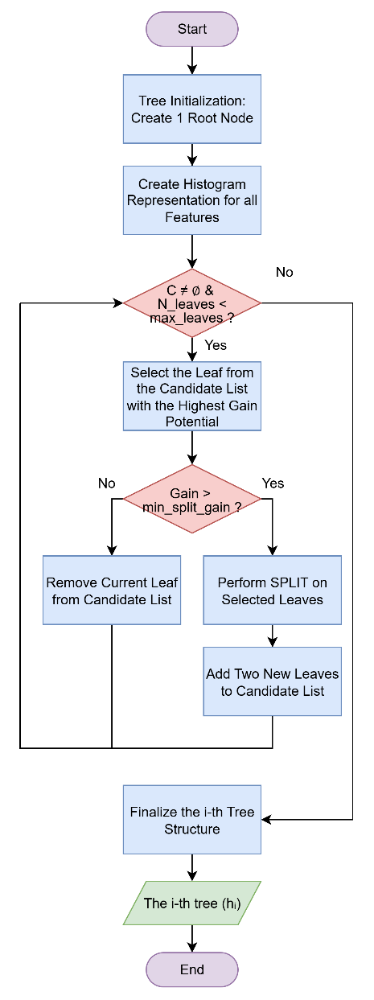 Start
Tree Initialization:
Create 1 Root Node
Create Histogram
Representation for all
Features
No
C ≠ ∅ &
N_leaves <
max_leaves ?
Yes
Select the Leaf from
the Candidate List
with the Highest Gain
Potential
No
Yes
Gain >
min_split_gain ?
Remove Current Leaf
from Candidate List
Perform SPLIT on
Selected Leaves
Add Two New Leaves
to Candidate List
Finalize the i-th Tree
Structure
The i-th tree (hᵢ)
End